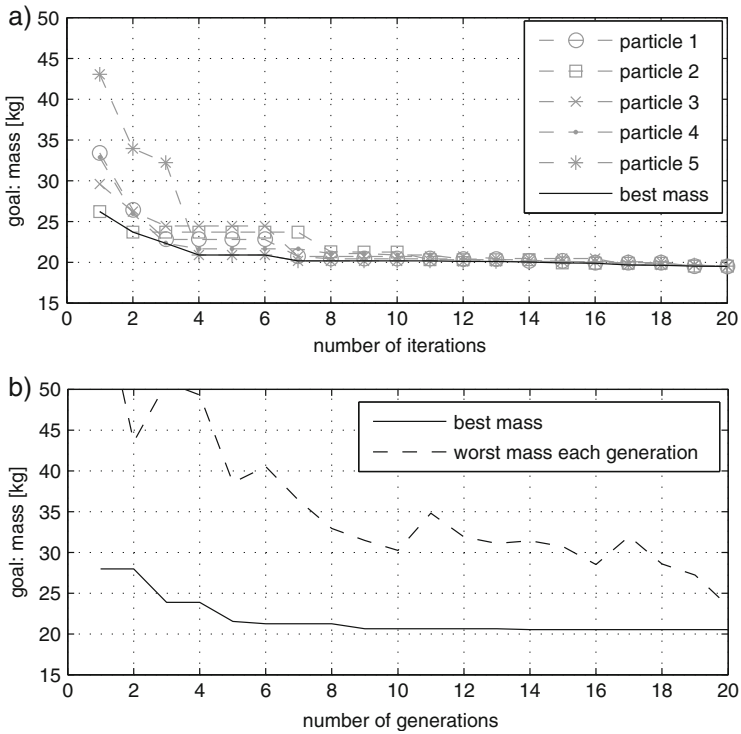 a)
50
45
40
35
30
25
20
15
goal: mass [kg]
particle 1
particle 2
particle 3
particle 4
particle 5
best mass
0 2 4 6 8 10 12 14 16 18 20
number of iterations
b)
50
45
40
35
30
25
20
15
goal: mass [kg]
best mass
worst mass each generation
0 2 4 6 8 10 12 14 16 18 20
number of generations